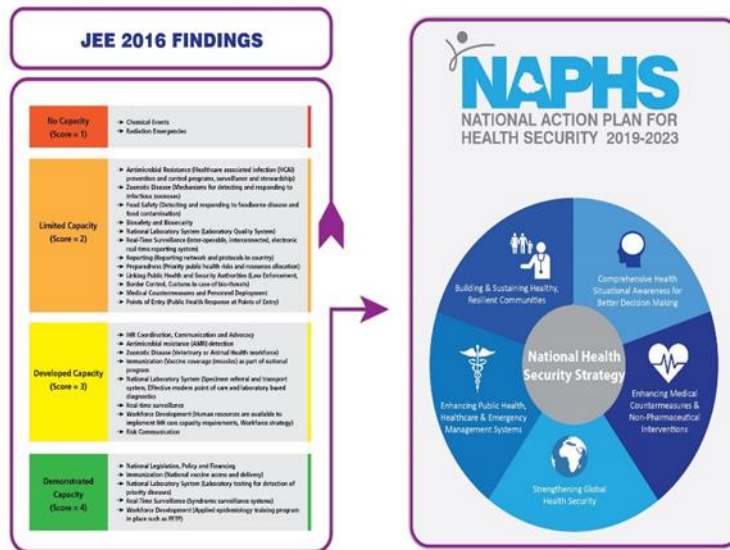 JEE 2016 FINDINGS
No Capacity
(Score = 1)
→ Chemical Events
→ Radiation Emergencies
Limited Capacity
(Score = 2)
→ Antimicrobial Resistance (Healthcare associated infection (HCAI)
prevention and control programs, surveillance and stewardship)
→ Zoonotic Disease (Mechanisms for detecting and responding to
infectious zoonoses)
→ Food Safety (Detecting and responding to foodborne disease and
food contamination)
→ Biosafety and Biosecurity
→ National Laboratory System (Laboratory Quality System)
→ Real-Time Surveillance (Inter-operable, interconnected, electronic
real-time reporting system)
→ Reporting (Reporting network and protocols in country)
→ Preparedness (Priority public health risks and resources allocation)
→ Linking Public Health and Security Authorities (Law Enforcement,
→ Border Control, Customs in case of bio-threats)
→ Medical Countermeasures and Personnel Deployment)
→ Points of Entry (Public Health Response at Points of Entry)
Developed Capacity
(Score = 3)
→ IHR Coordination, Communication and Advocacy
→ Antimicrobial resistance (AMR) detection
→ Zoonotic Disease (Veterinary or Animal Health workforce)
→ Immunization (Vaccine coverage (measles) as part of national
program
→ National Laboratory System (Specimen referral and transport
system, Effective modern point of care and laboratory based
diagnostics
→ Real time surveillance
→ Workforce Development (Human resources are available to
implement IHR core capacity requirements, Workforce strategy)
→ Risk Communication
Demonstrated
Capacity
(Score = 4)
→ National Legislation, Policy and Financing
→ Immunization (National vaccine access and delivery)
→ National Laboratory System (Laboratory testing for detection of
priority diseases)
→ Real-Time Surveillance (Syndromic surveillance systems)
→ Workforce Development (Applied epidemiology training program
in place such as FETP)
NAPHS
NATIONAL ACTION PLAN FOR
HEALTH SECURITY 2019-2023
Building & Sustaining Healthy,
Resilient Communities
Comprehensive Health
Situational Awareness for
Better Decision Making
National Health
Security Strategy
Enhancing Public Health,
Healthcare & Emergency
Management Systems
Enhancing Medical
Countermeasures &
Non-Pharmaceutical
Interventions
Strengthening Global
Health Security